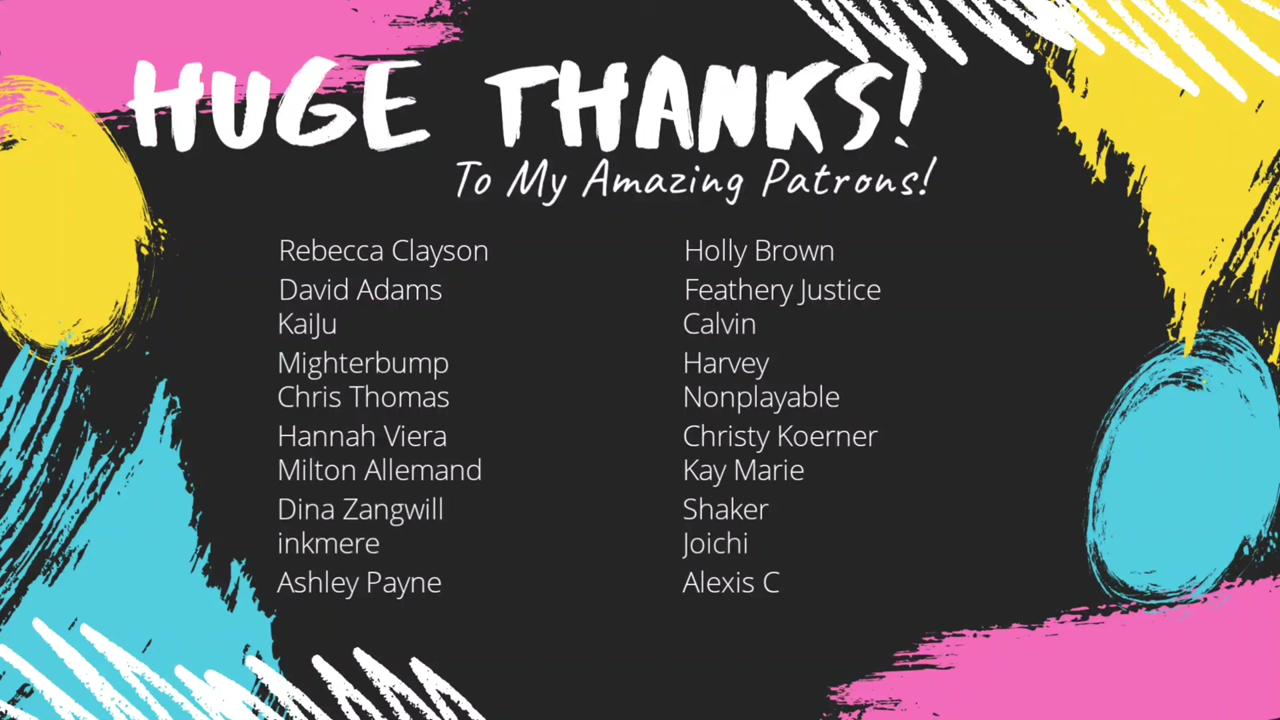 HUGE THANKS!
To My Amazing Patrons!
Rebecca Clayson
David Adams
KaiJu
Mighterbump
Chris Thomas
Hannah Viera
Milton Allemand
Dina Zangwill
inkmere
Ashley Payne
Holly Brown
Feathery Justice
Calvin
Harvey
Nonplayable
Christy Koerner
Kay Marie
Shaker
Joichi
Alexis C